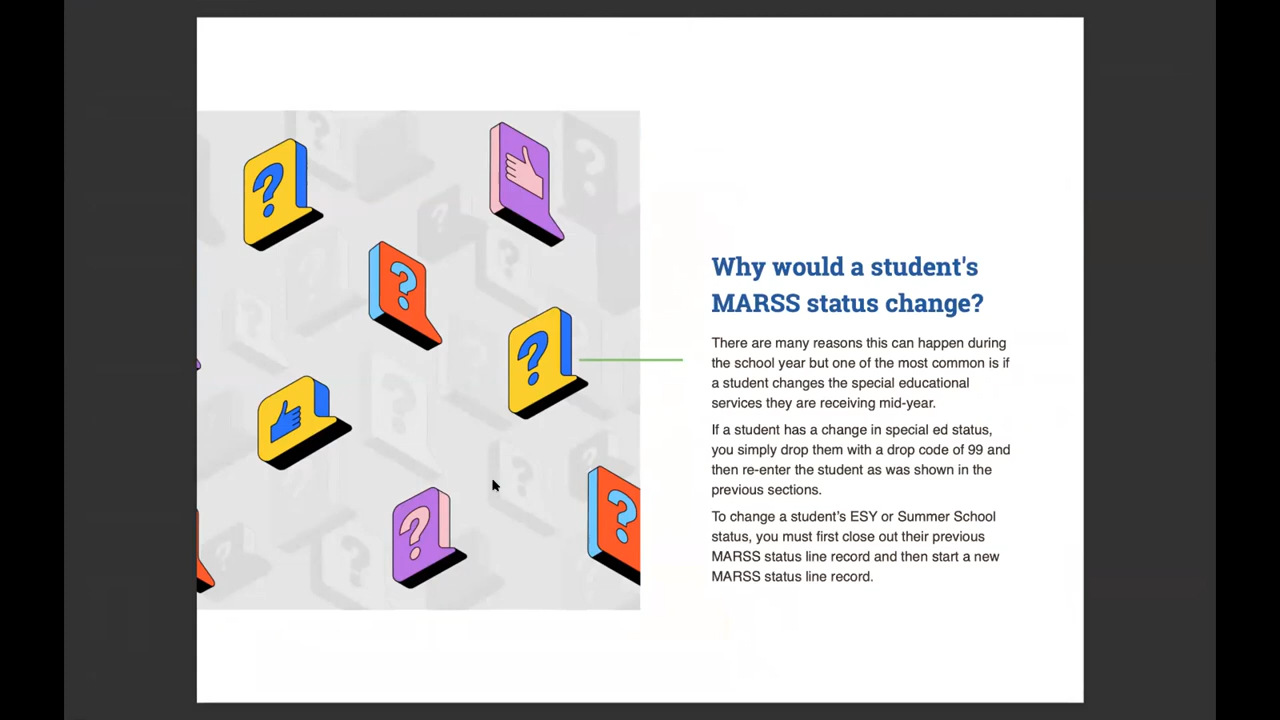 Why would a student's
MARSS status change?
There are many reasons this can happen during
the school year but one of the most common is if
a student changes the special educational
services they are receiving mid-year.
If a student has a change in special ed status,
you simply drop them with a drop code of 99 and
then re-enter the student as was shown in the
previous sections.
To change a student’s ESY or Summer School
status, you must first close out their previous
MARSS status line record and then start a new
MARSS status line record.